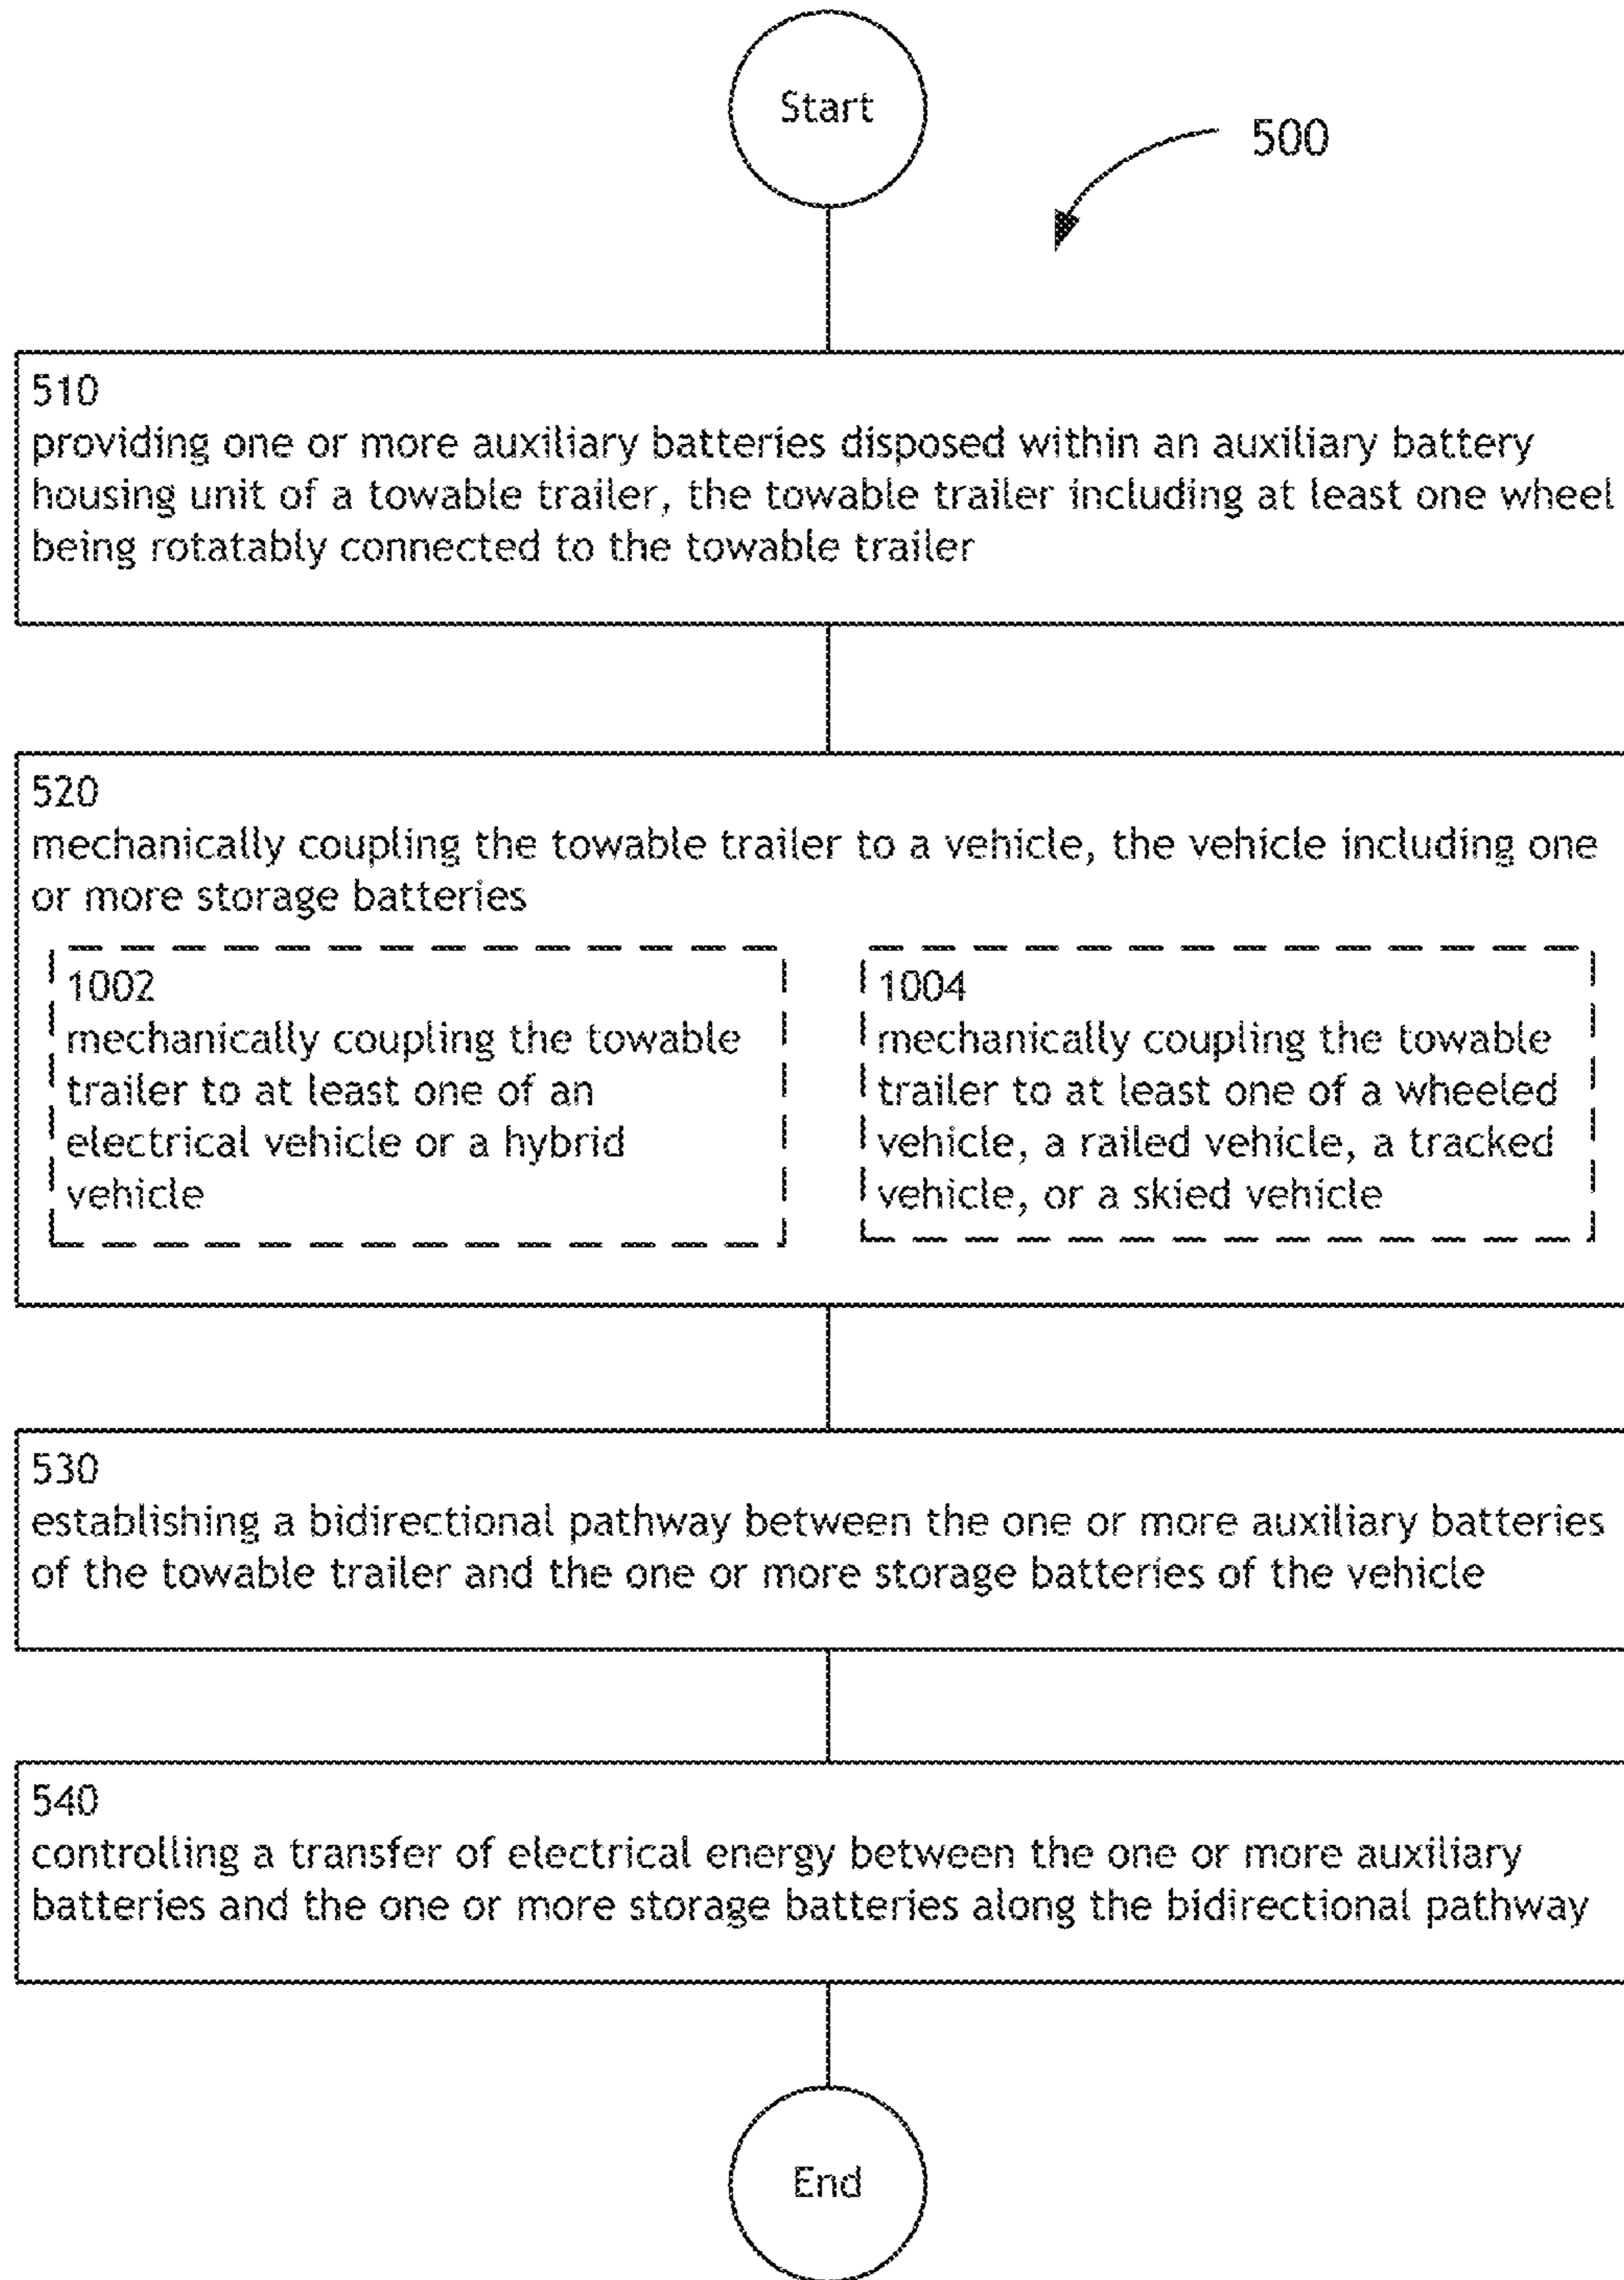 Start
500
510
providing one or more auxiliary batteries disposed within an auxiliary battery
housing unit of a towable trailer, the towable trailer including at least one wheel
being rotatably connected to the towable trailer
520
mechanically coupling the towable trailer to a vehicle, the vehicle including one
or more storage batteries
1002
mechanically coupling the towable
trailer to at least one of an
electrical vehicle or a hybrid
vehicle
1004
mechanically coupling the towable
trailer to at least one of a wheeled
vehicle, a railed vehicle, a tracked
vehicle, or a skied vehicle
530
establishing a bidirectional pathway between the one or more auxiliary batteries
of the towable trailer and the one or more storage batteries of the vehicle
540
controlling a transfer of electrical energy between the one or more auxiliary
batteries and the one or more storage batteries along the bidirectional pathway
End